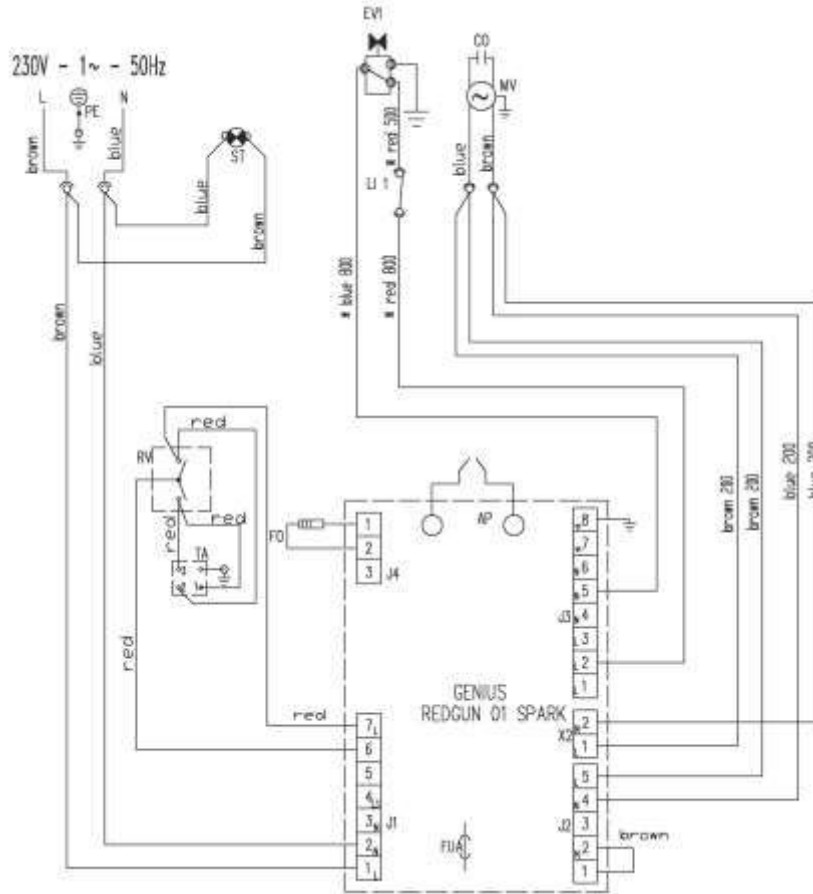 EV1
CO
230V - 1~ - 50Hz
L
N
PE
MV
S1
brown
blue
blue
brown
* red 500
LI 1
blue
brown
* blue 800
* red 800
brown
blue
red
RV
red
red
TA
red
FO
1
2
3
J4
AP
8
7
6
5
4
3
2
1
J3
brown 200
brown 200
blue 200
blue 200
GENIUS
REDGUN 01 SPARK
red
7 L
6
5
4
3 N
2 N
1 L
J1
2
1
X2
5
4
3
2
1
J2
brown
FUA